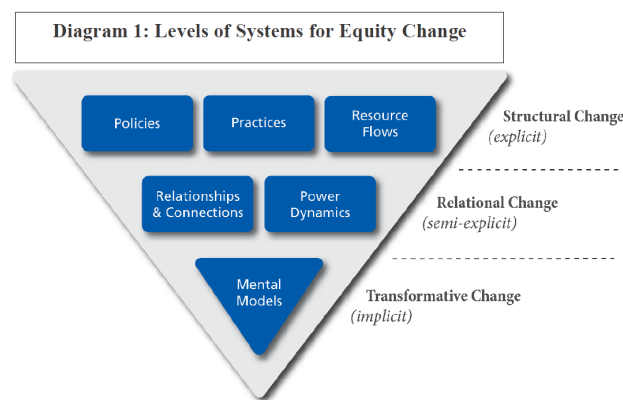 Diagram 1: Levels of Systems for Equity Change
Policies
Practices
Resource
Flows
Structural Change
(explicit)
Relationships
& Connections
Power
Dynamics
Relational Change
(semi-explicit)
Mental
Models
Transformative Change
(implicit)